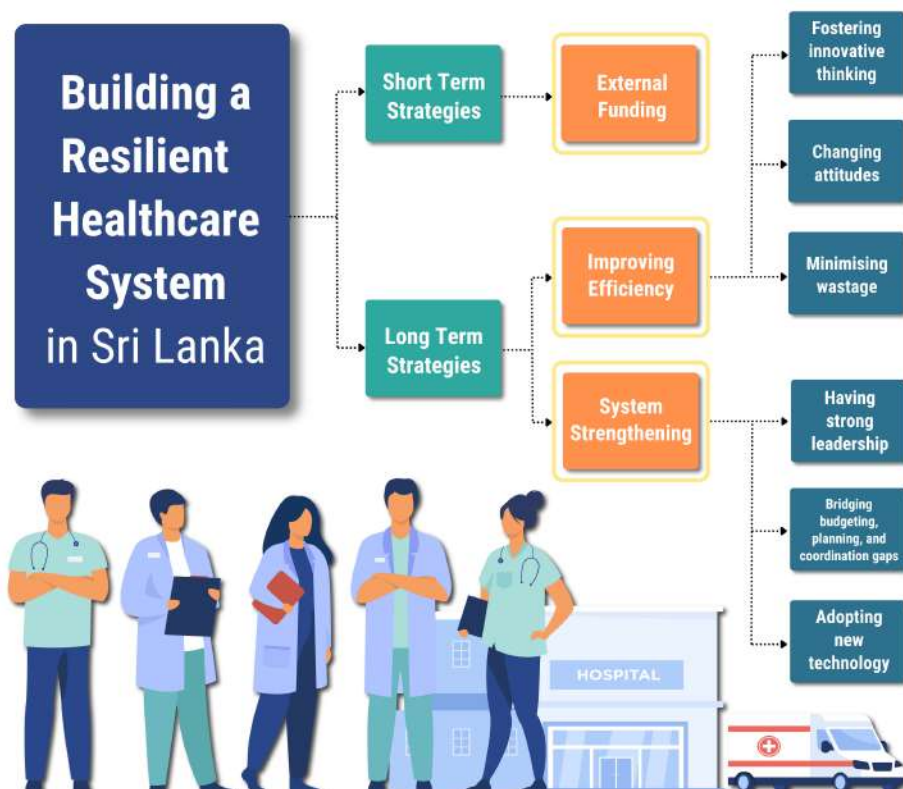 Building a
Resilient
Healthcare
System
in Sri Lanka
Short Term
Strategies
External
Funding
Long Term
Strategies
Improving
Efficiency
Fostering
innovative
thinking
Changing
attitudes
Minimising
wastage
System
Strengthening
Having
strong
leadership
Bridging
budgeting,
planning, and
coordination gaps
Adopting
new
technology
HOSPITAL